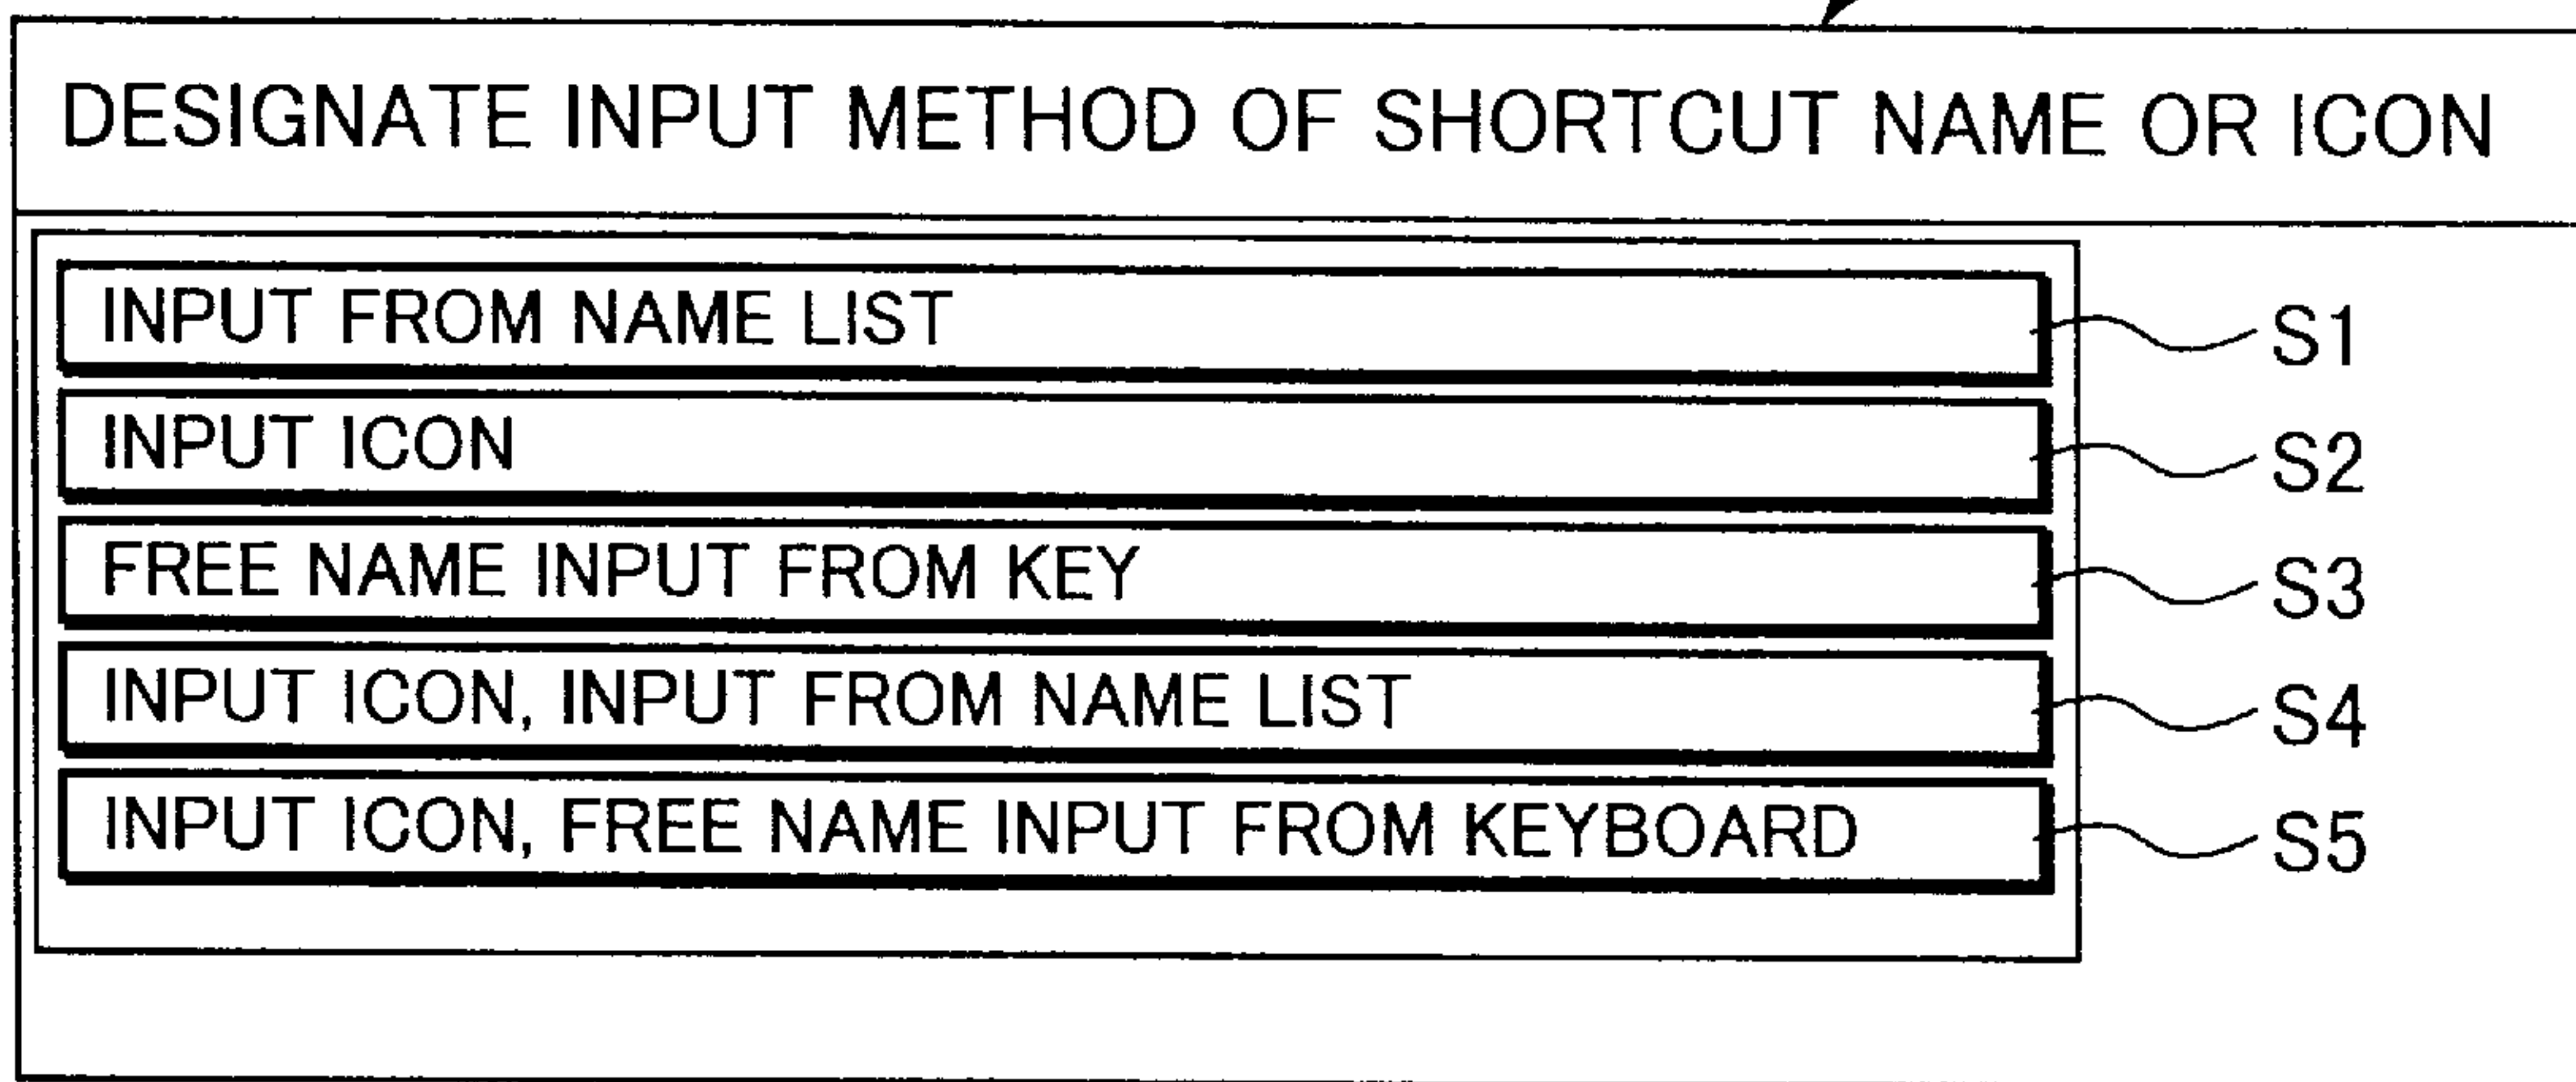 DESIGNATE INPUT METHOD OF SHORTCUT NAME OR ICON
INPUT FROM NAME LIST S1
INPUT ICON S2
FREE NAME INPUT FROM KEY S3
INPUT ICON, INPUT FROM NAME LIST S4
INPUT ICON, FREE NAME INPUT FROM KEYBOARD S5